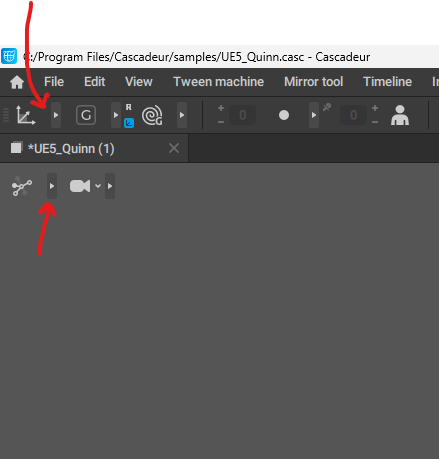 C:/Program Files/Cascadeur/samples/UE5_Quinn.casc - Cascadeur
File Edit View Tween machine Mirror tool Timeline
G R L G 0 0
*UE5_Quinn (1)